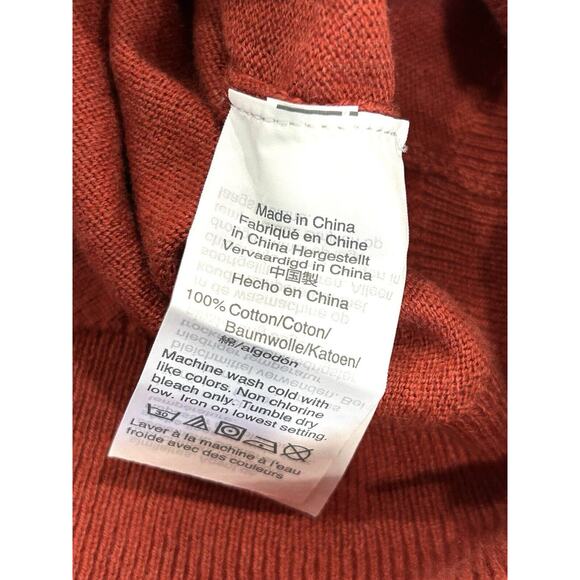 Made in China
Fabriqué en Chine
in China Hergestellt
Vervaardigd in China
中国製
Hecho en China
100% Cotton/Coton/
Baumwolle/Katoen/
綿/algodón
Machine wash cold with
like colors. Non chlorine
bleach only. Tumble dry
low. Iron on lowest setting.
30
Laver à la machine à l'eau
froide avec des couleurs